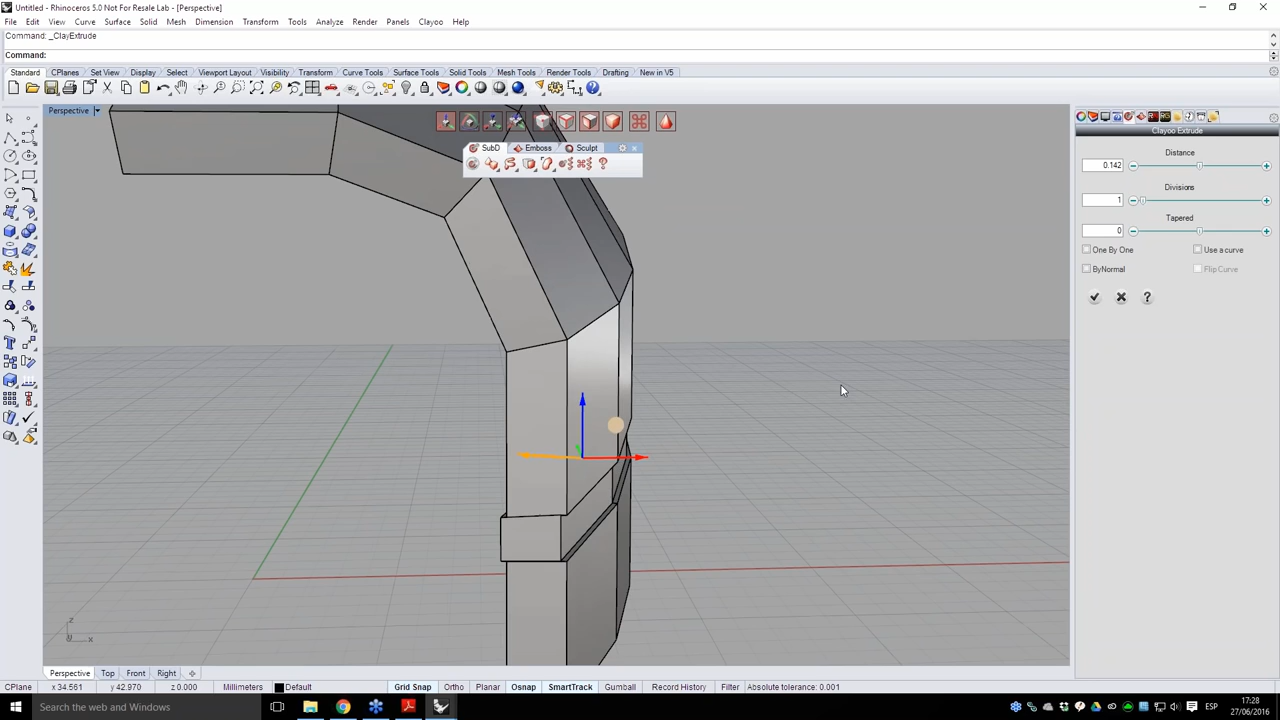 Untitled - Rhinoceros 5.0 Not For Resale Lab - [Perspective]
File Edit View Curve Surface Solid Mesh Dimension Transform Tools Analyze Render Panels Clayoo Help
Command: _ClayExtrude
Command:
Standard CPlanes Set View Display Select Viewport Layout Visibility Transform Curve Tools Surface Tools Solid Tools Mesh Tools Render Tools Drafting New in V5
Perspective
SubD Emboss Sculpt
Clayoo Extrude
Distance
0.142
Divisions
1
Tapered
0
One By One Use a curve
ByNormal Flip Curve
z
y x
Perspective Top Front Right
CPlane x 34.561 y 42.970 z 0.000 Millimeters Default Grid Snap Ortho Planar Osnap SmartTrack Gumball Record History Filter Absolute tolerance: 0.001
Search the web and Windows
ESP
17:28
27/06/2016